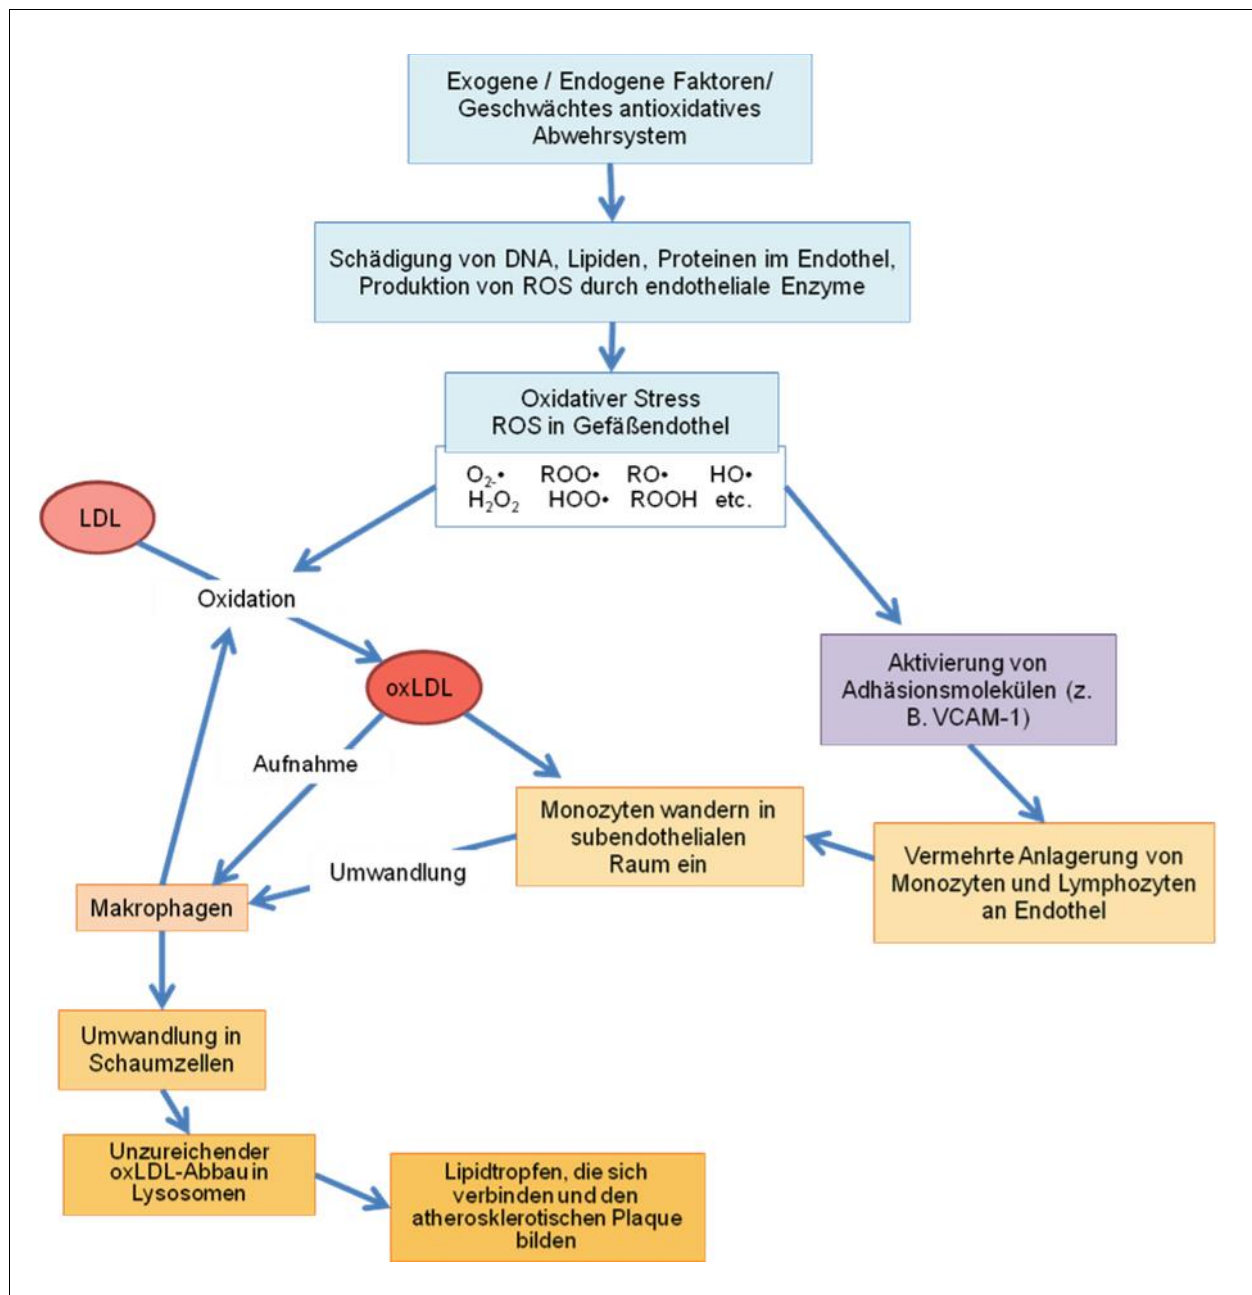 Exogene / Endogene Faktoren/
Geschwächtes antioxidatives
Abwehrsystem
Schädigung von DNA, Lipiden, Proteinen im Endothel,
Produktion von ROS durch endotheliale Enzyme
Oxidativer Stress
ROS in Gefäßendothel
O₂-• ROO• RO• HO•
H₂O₂ HOO• ROOH etc.
LDL
Oxidation
oxLDL
Aktivierung von
Adhäsionsmolekülen (z.
B. VCAM-1)
Aufnahme
Monozyten wandern in
subendothelialen
Raum ein
Vermehrte Anlagerung von
Monozyten und Lymphozyten
an Endothel
Umwandlung
Makrophagen
Umwandlung in
Schaumzellen
Unzureichender
oxLDL-Abbau in
Lysosomen
Lipidtropfen, die sich
verbinden und den
atherosklerotischen Plaque
bilden